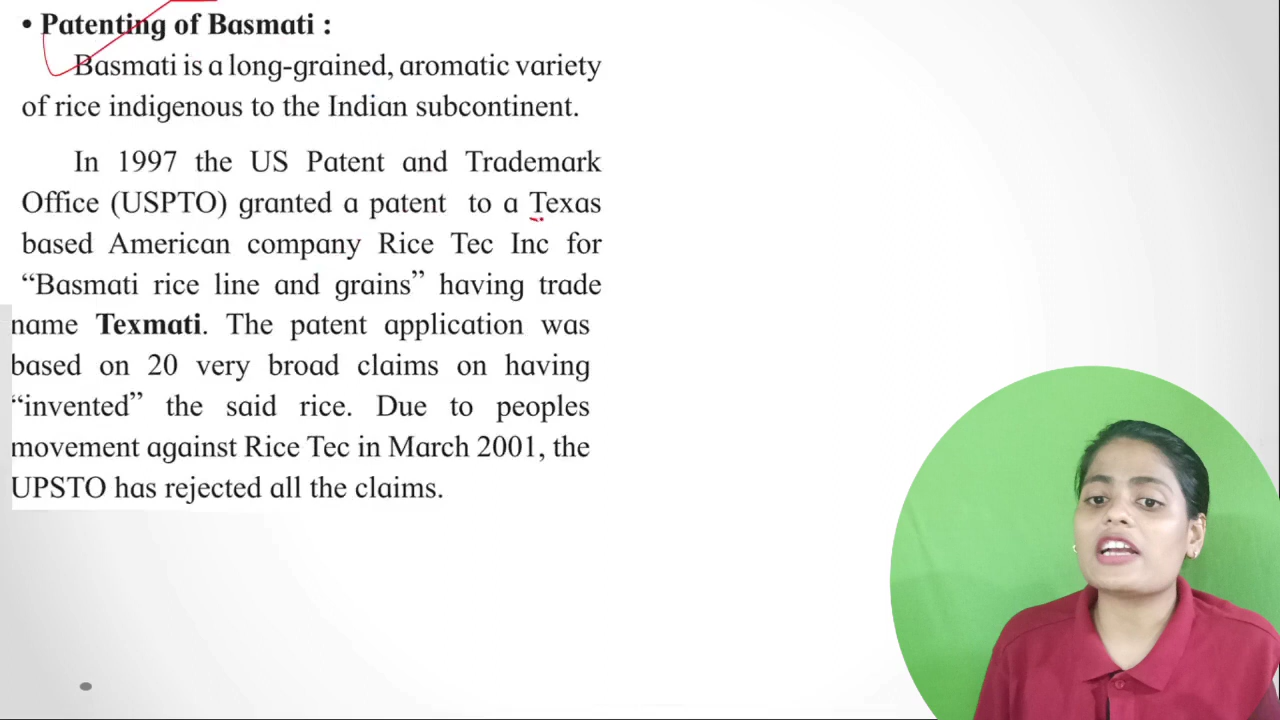 • Patenting of Basmati :
Basmati is a long-grained, aromatic variety
of rice indigenous to the Indian subcontinent.
In 1997 the US Patent and Trademark
Office (USPTO) granted a patent to a Texas
based American company Rice Tec Inc for
“Basmati rice line and grains” having trade
name Texmati. The patent application was
based on 20 very broad claims on having
“invented” the said rice. Due to peoples
movement against Rice Tec in March 2001, the
UPSTO has rejected all the claims.